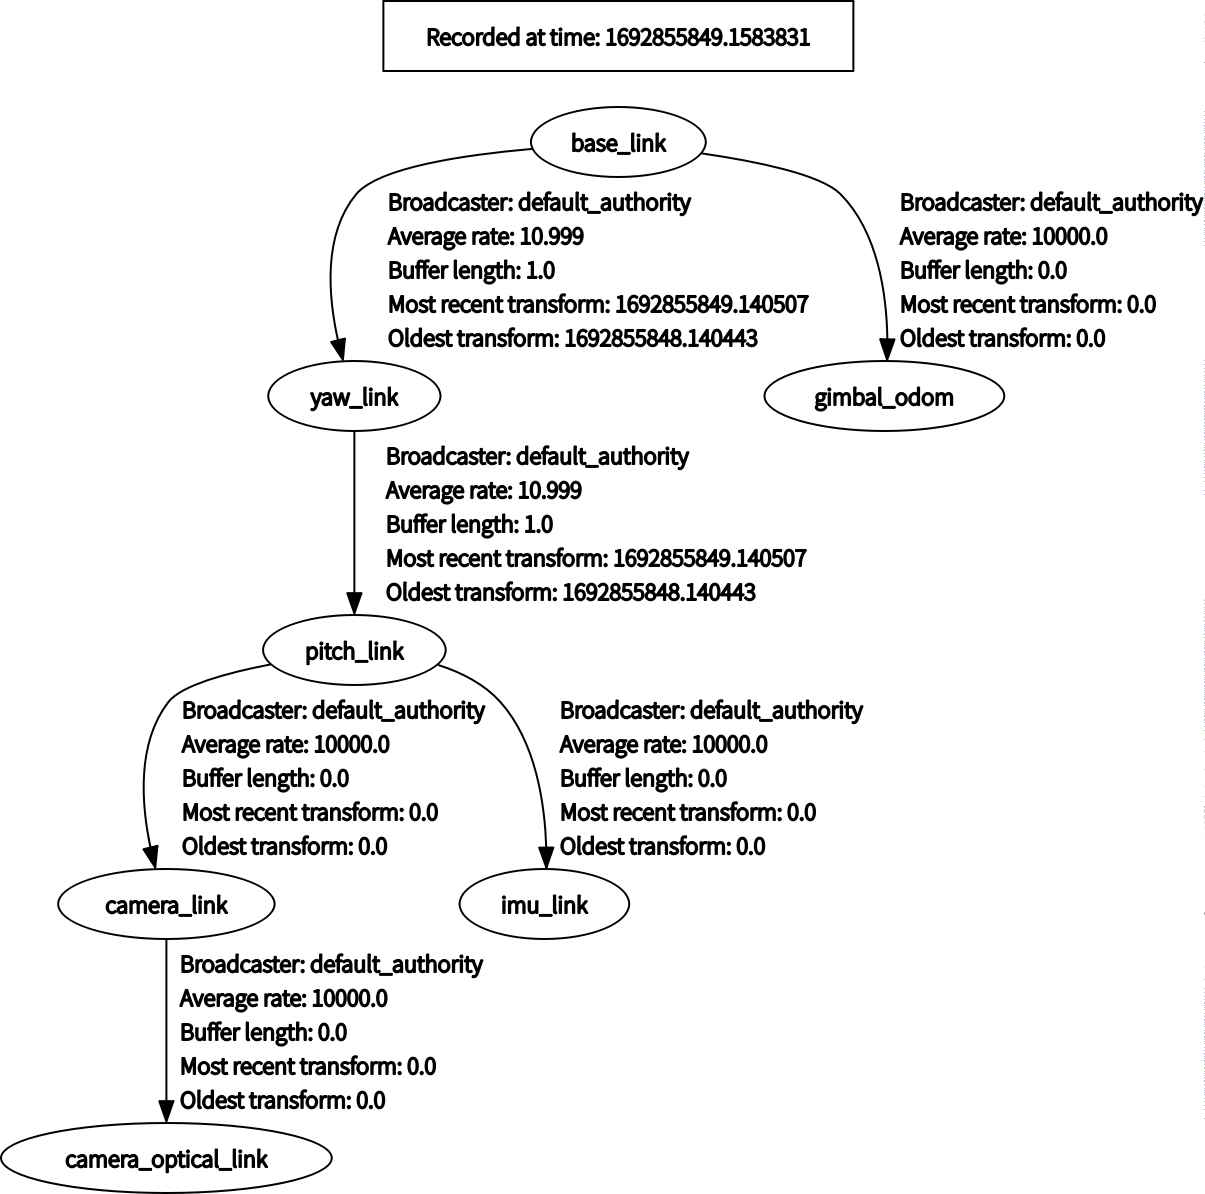 Recorded at time: 1692855849.1583831
base_link
Broadcaster: default_authority
Average rate: 10.999
Buffer length: 1.0
Most recent transform: 1692855849.140507
Oldest transform: 1692855848.140443
Broadcaster: default_authority
Average rate: 10000.0
Buffer length: 0.0
Most recent transform: 0.0
Oldest transform: 0.0
yaw_link
gimbal_odom
Broadcaster: default_authority
Average rate: 10.999
Buffer length: 1.0
Most recent transform: 1692855849.140507
Oldest transform: 1692855848.140443
pitch_link
Broadcaster: default_authority
Average rate: 10000.0
Buffer length: 0.0
Most recent transform: 0.0
Oldest transform: 0.0
Broadcaster: default_authority
Average rate: 10000.0
Buffer length: 0.0
Most recent transform: 0.0
Oldest transform: 0.0
camera_link
imu_link
Broadcaster: default_authority
Average rate: 10000.0
Buffer length: 0.0
Most recent transform: 0.0
Oldest transform: 0.0
camera_optical_link